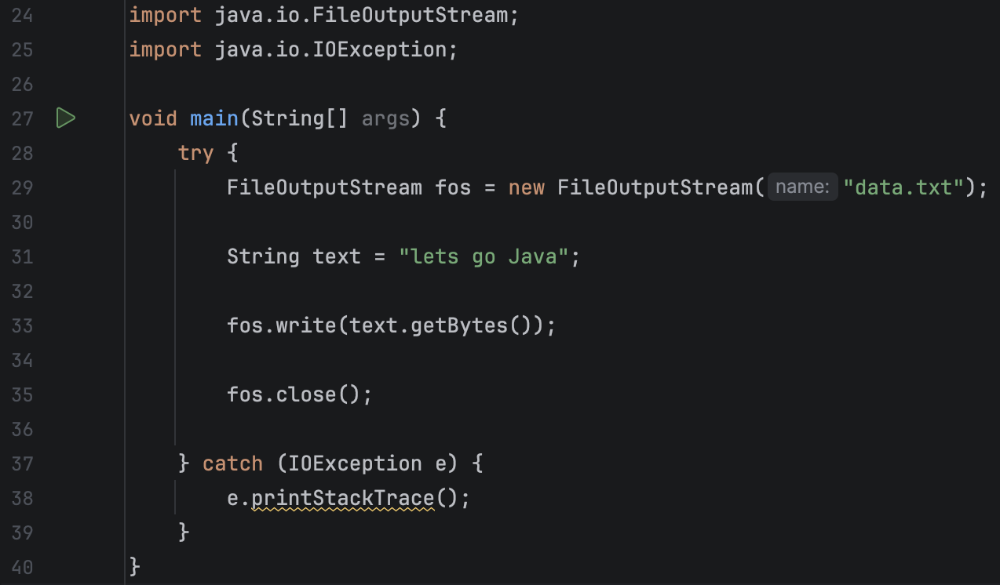 24 import java.io.FileOutputStream;
25 import java.io.IOException;
26
27 void main(String[] args) {
28 try {
29 FileOutputStream fos = new FileOutputStream( name: "data.txt");
30
31 String text = "lets go Java";
32
33 fos.write(text.getBytes());
34
35 fos.close();
36
37 } catch (IOException e) {
38 e.printStackTrace();
39 }
40 }